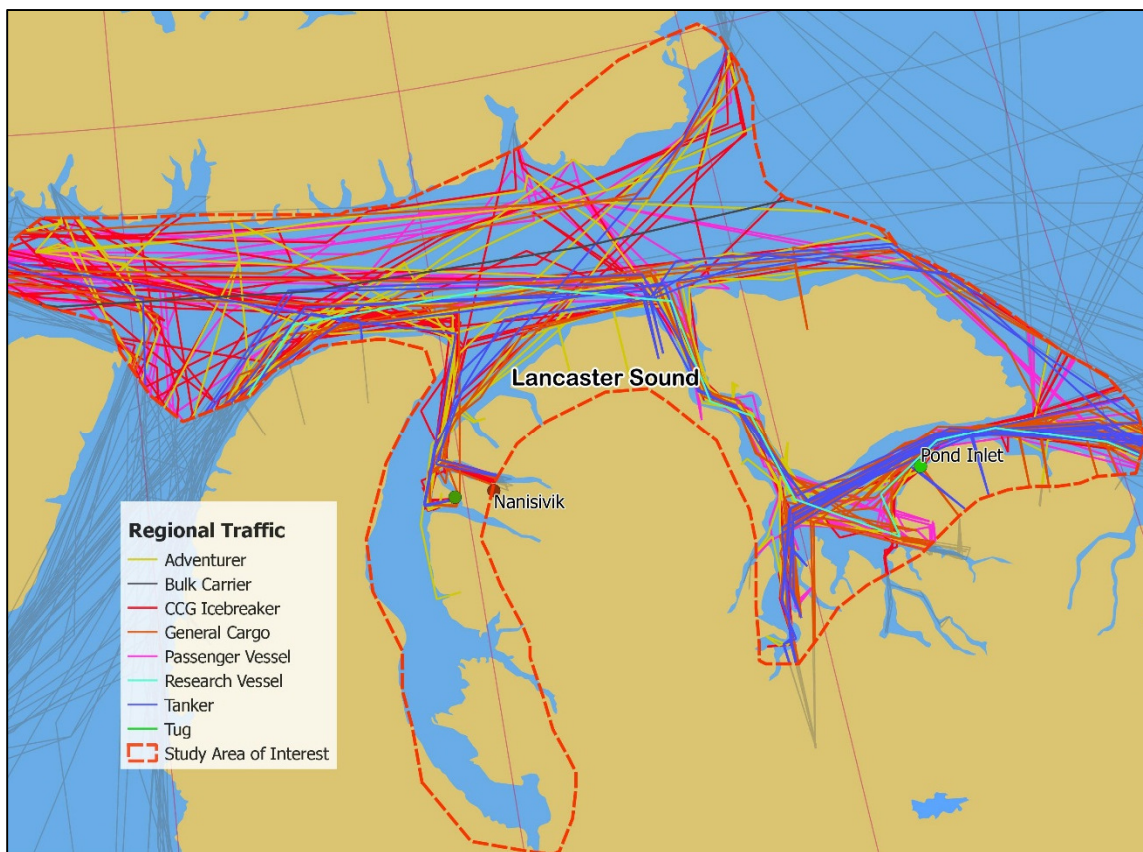 Lancaster Sound
Pond Inlet
Nanisivik
Regional Traffic
Adventurer
Bulk Carrier
CCG Icebreaker
General Cargo
Passenger Vessel
Research Vessel
Tanker
Tug
Study Area of Interest